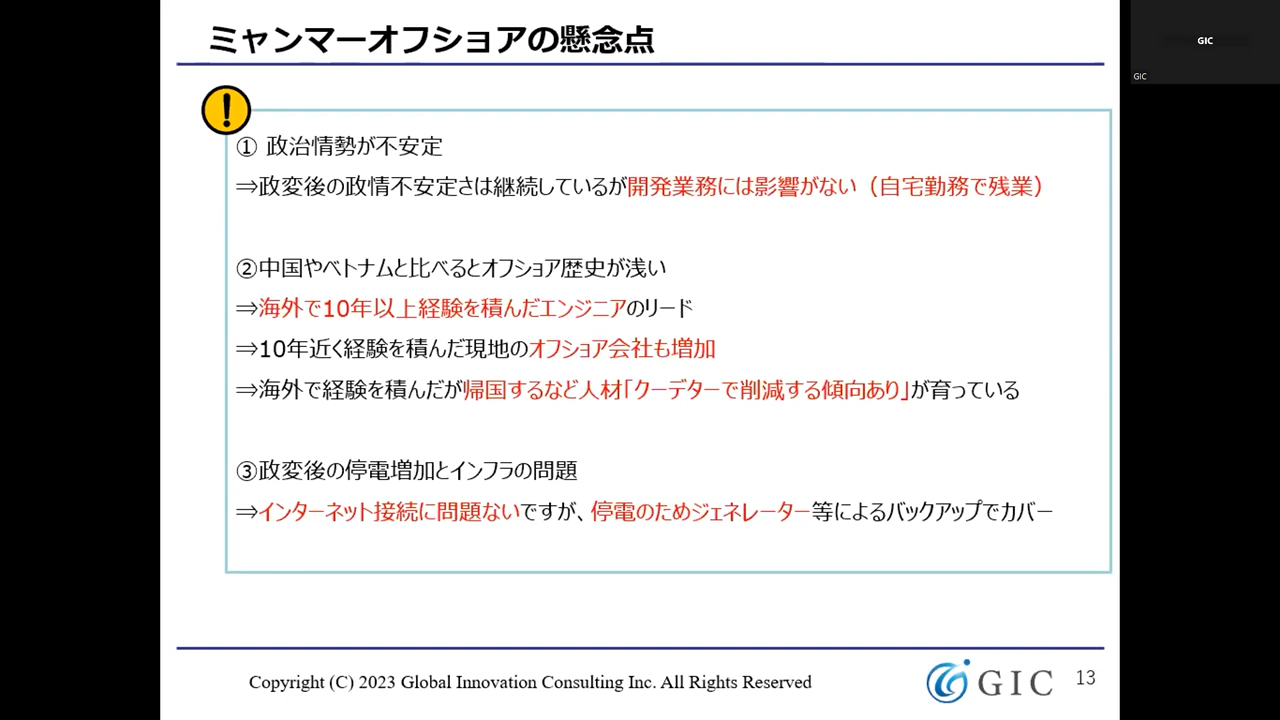 ミャンマーオフショアの懸念点
GIC
GIC
!
① 政治情勢が不安定
⇒政変後の政情不安定さは継続しているが開発業務には影響がない（自宅勤務で残業）
②中国やベトナムと比べるとオフショア歴史が浅い
⇒海外で10年以上経験を積んだエンジニアのリード
⇒10年近く経験を積んだ現地のオフショア会社も増加
⇒海外で経験を積んだが帰国するなど人材「クーデターで削減する傾向あり」が育っている
③政変後の停電増加とインフラの問題
⇒インターネット接続に問題ないですが、停電のためジェネレーター等によるバックアップでカバー
Copyright (C) 2023 Global Innovation Consulting Inc. All Rights Reserved
GIC
13